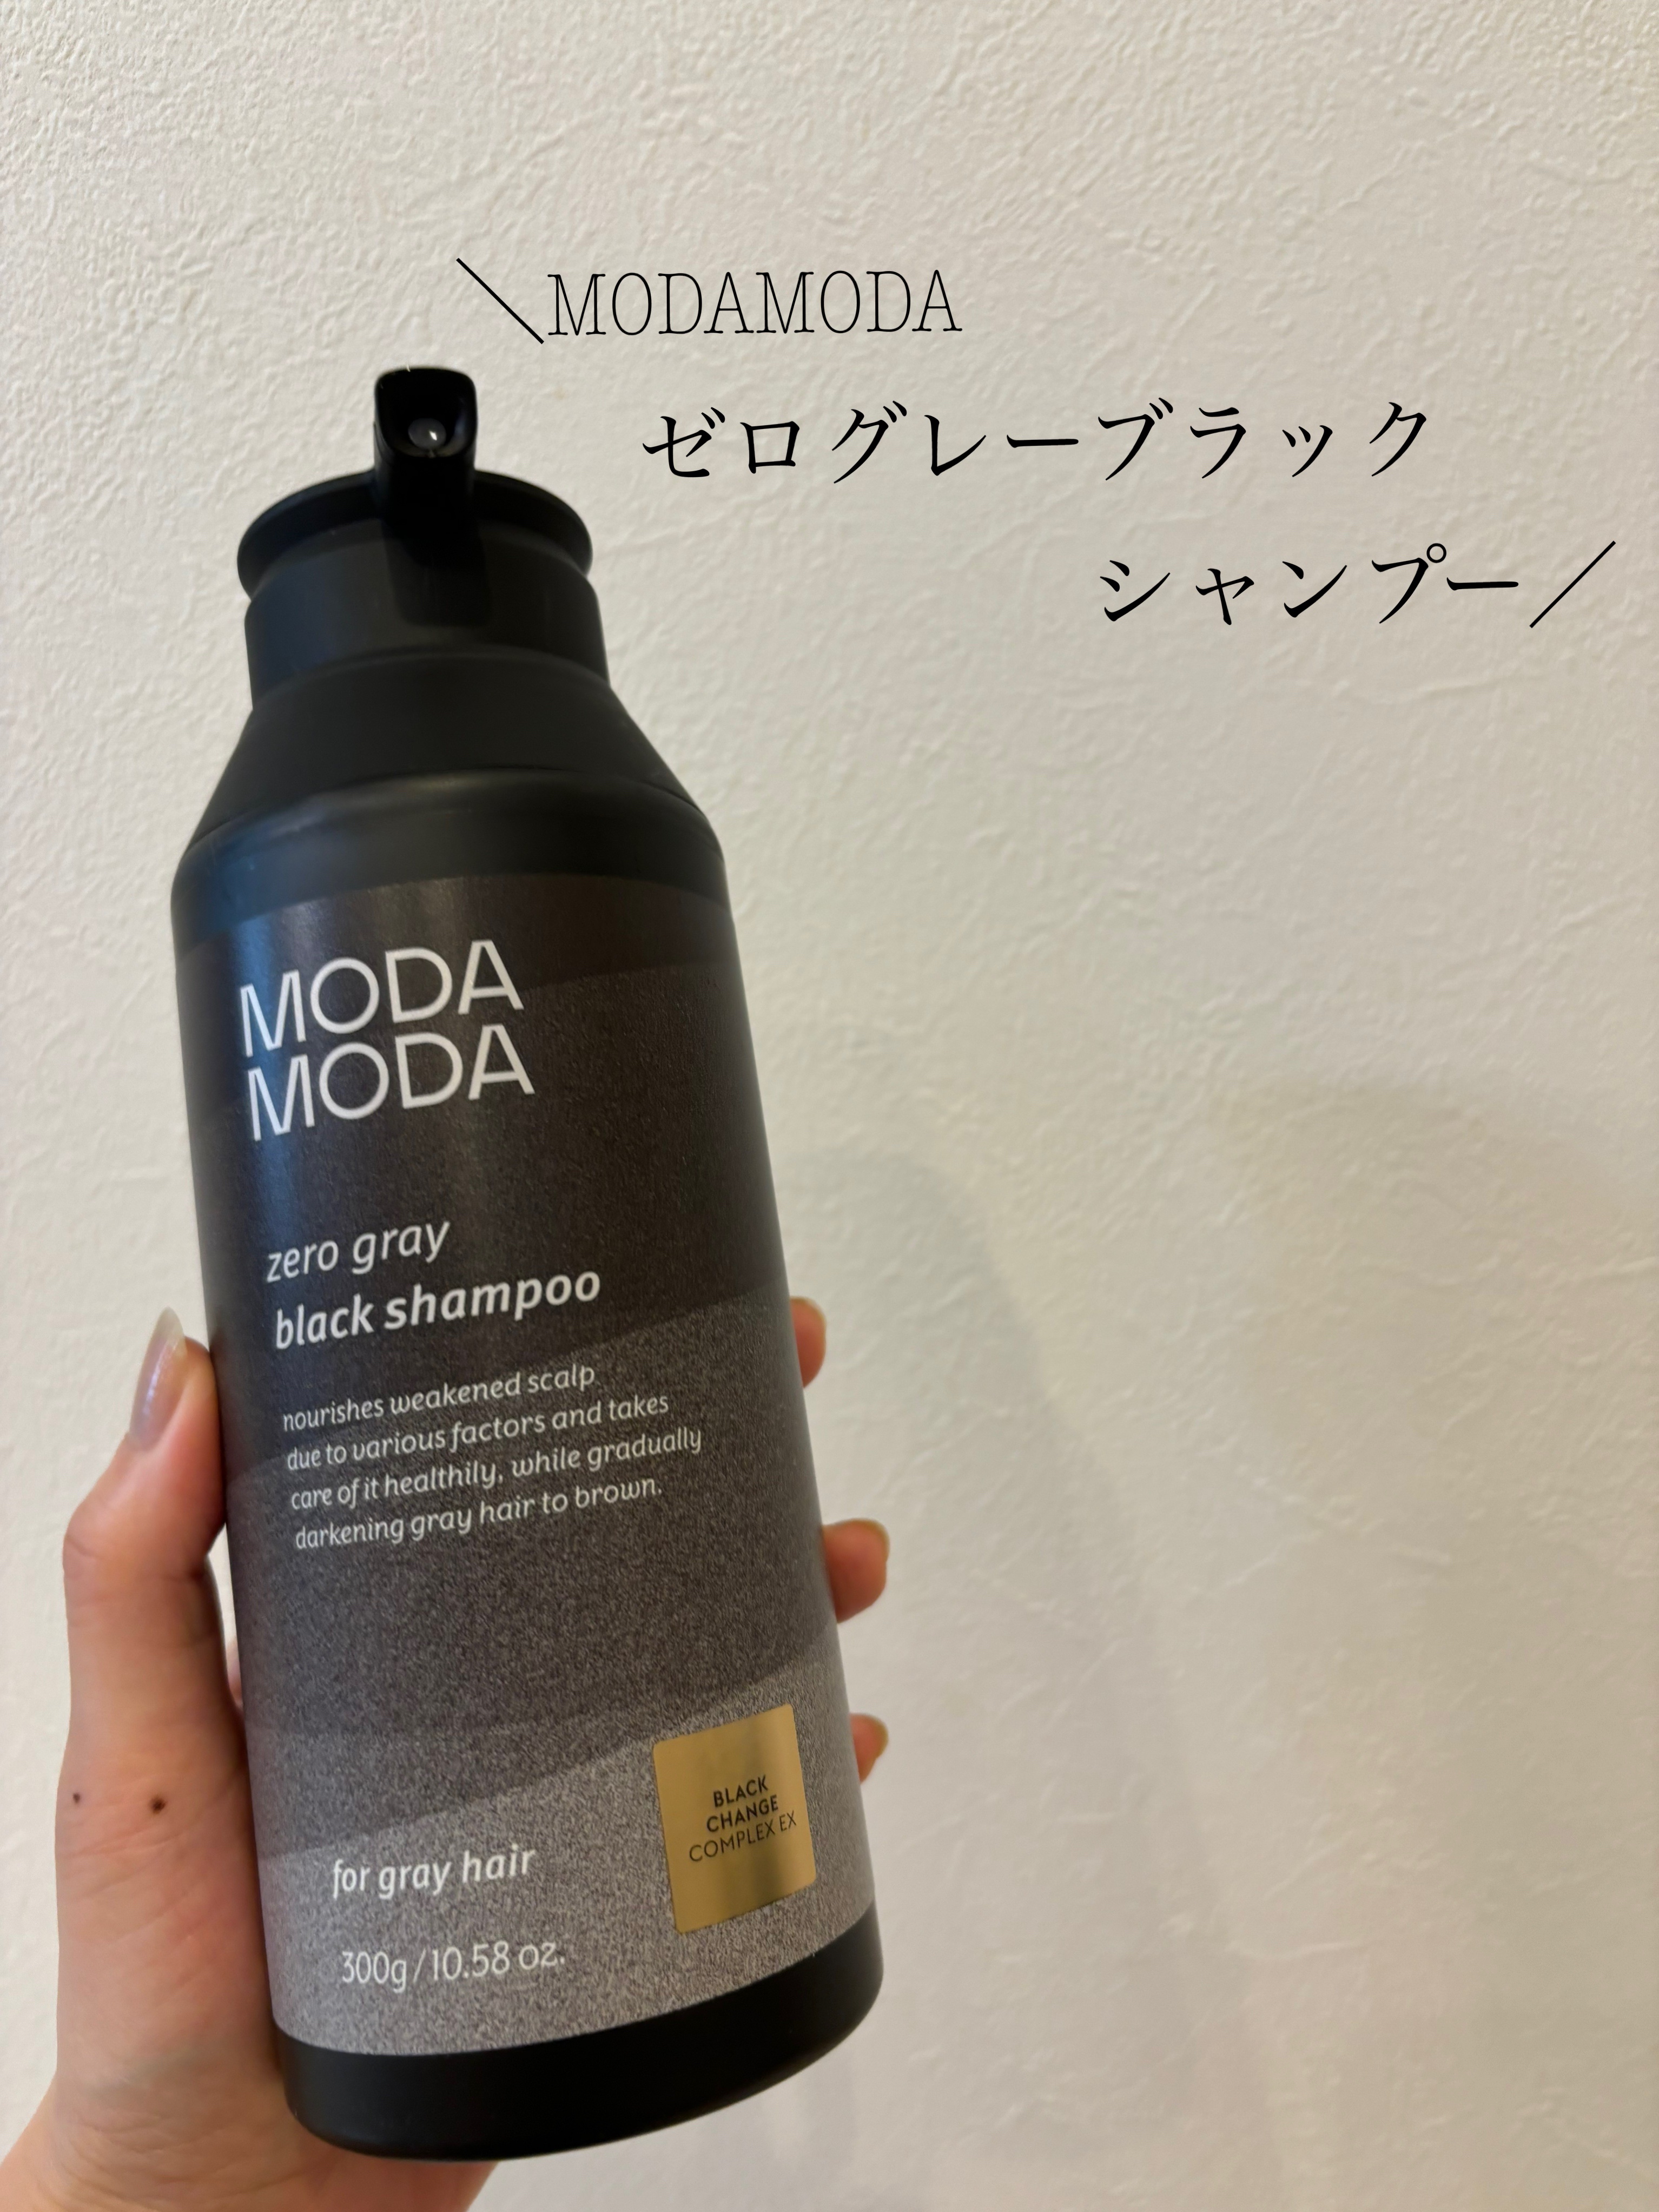 ＼MODAMODA
ゼログレーブラック
シャンプー／
MODA
MODA
zero gray
black shampoo
nourishes weakened scalp
due to various factors and takes
care of it healthily, while gradually
darkening gray hair to brown.
BLACK
CHANGE
COMPLEX EX
for gray hair
300g/10.58 oz.